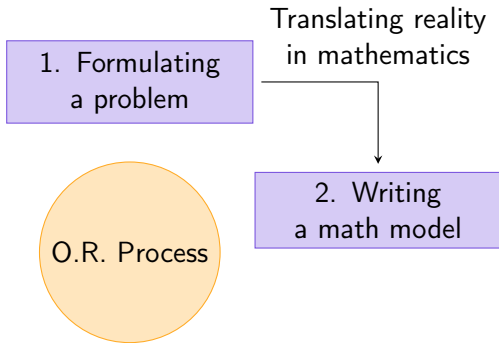 Translating reality
in mathematics
1. Formulating
a problem
2. Writing
a math model
O.R. Process